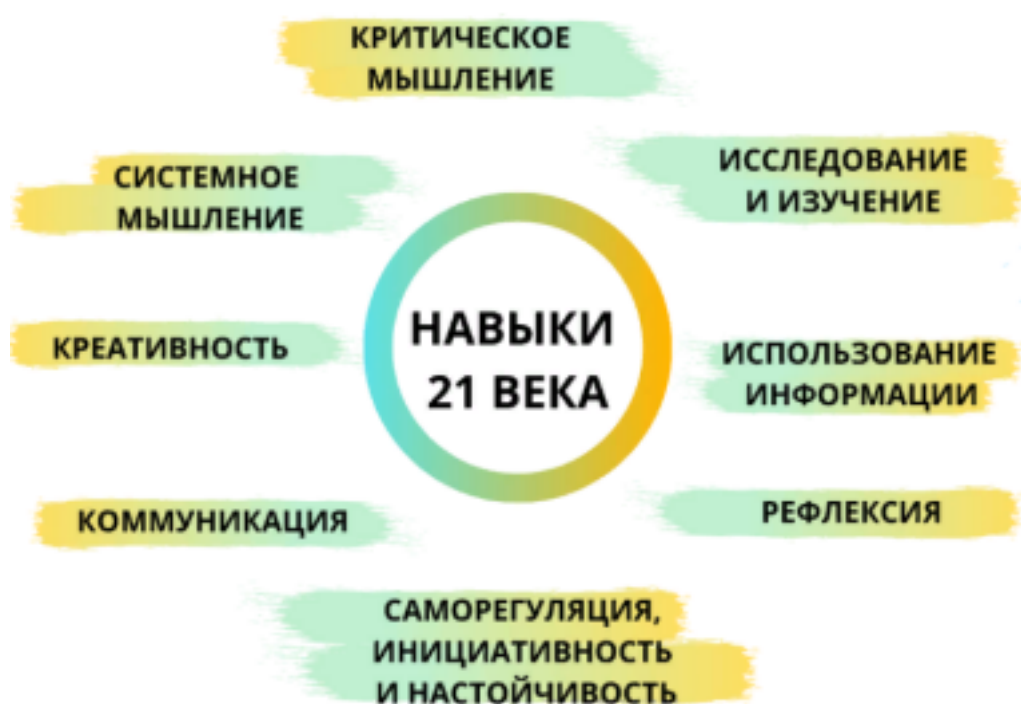 КРИТИЧЕСКОЕ
МЫШЛЕНИЕ
СИСТЕМНОЕ
МЫШЛЕНИЕ
ИССЛЕДОВАНИЕ
И ИЗУЧЕНИЕ
НАВЫКИ
21 ВЕКА
КРЕАТИВНОСТЬ
ИСПОЛЬЗОВАНИЕ
ИНФОРМАЦИИ
КОММУНИКАЦИЯ
РЕФЛЕКСИЯ
САМОРЕГУЛЯЦИЯ,
ИНИЦИАТИВНОСТЬ
И НАСТОЙЧИВОСТЬ